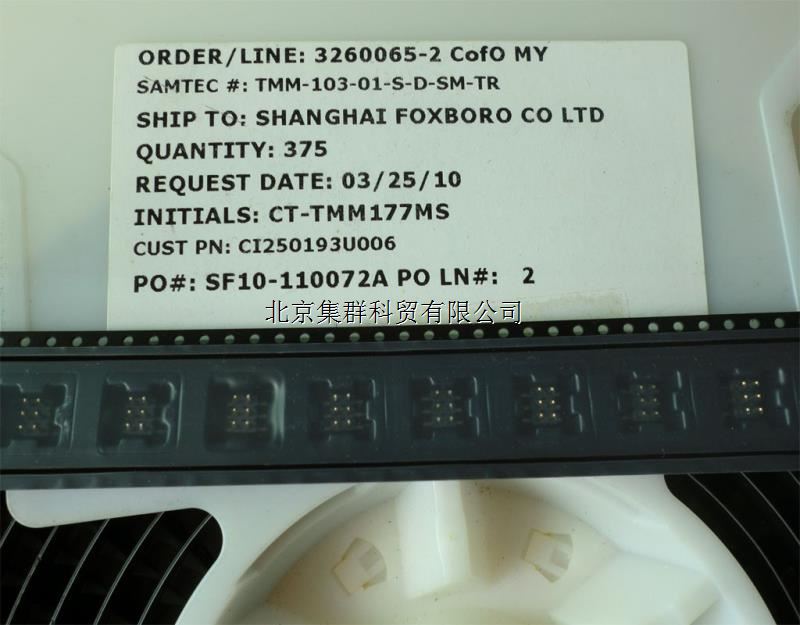 ORDER/LINE: 3260065-2 CofO MY
SAMTEC #: TMM-103-01-S-D-SM-TR
SHIP TO: SHANGHAI FOXBORO CO LTD
QUANTITY: 375
REQUEST DATE: 03/25/10
INITIALS: CT-TMM177MS
CUST PN: CI250193U006
PO#: SF10-110072A PO LN#: 2
北京集群科贸有限公司